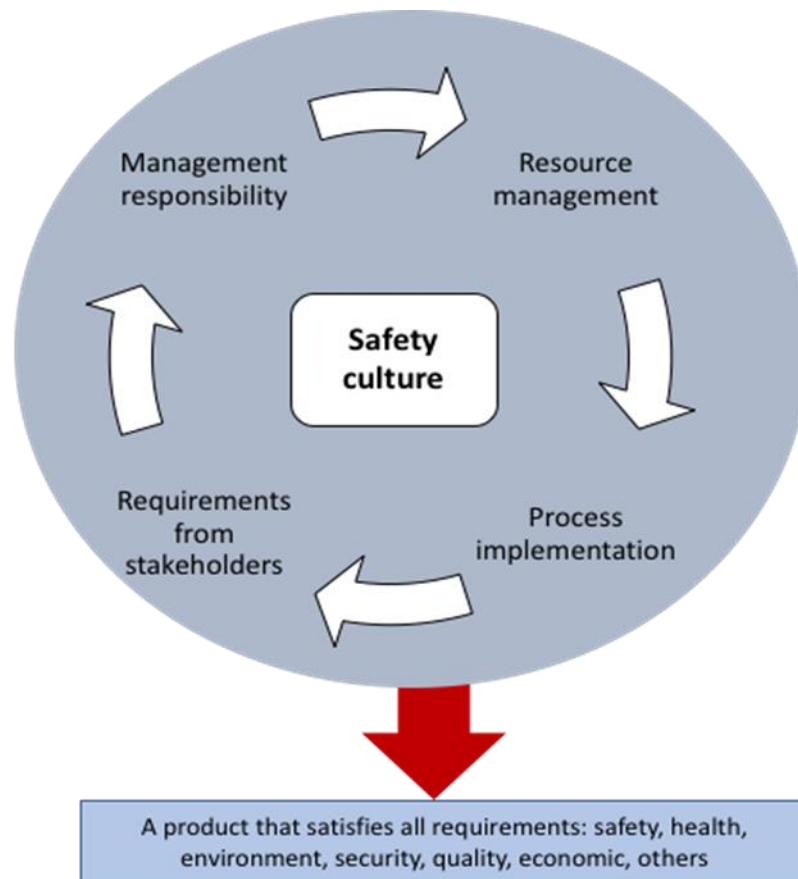 Management
responsibility
Resource
management
Safety
culture
Requirements
from
stakeholders
Process
implementation
A product that satisfies all requirements: safety, health,
environment, security, quality, economic, others